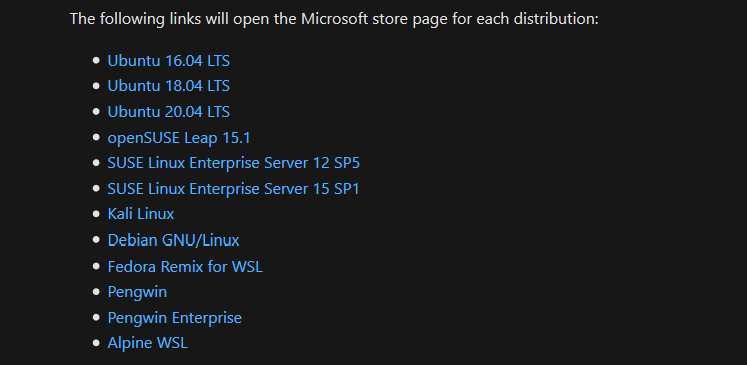 The following links will open the Microsoft store page for each distribution:
Ubuntu 16.04 LTS
Ubuntu 18.04 LTS
Ubuntu 20.04 LTS
openSUSE Leap 15.1
SUSE Linux Enterprise Server 12 SP5
SUSE Linux Enterprise Server 15 SP1
Kali Linux
Debian GNU/Linux
Fedora Remix for WSL
Pengwin
Pengwin Enterprise
Alpine WSL